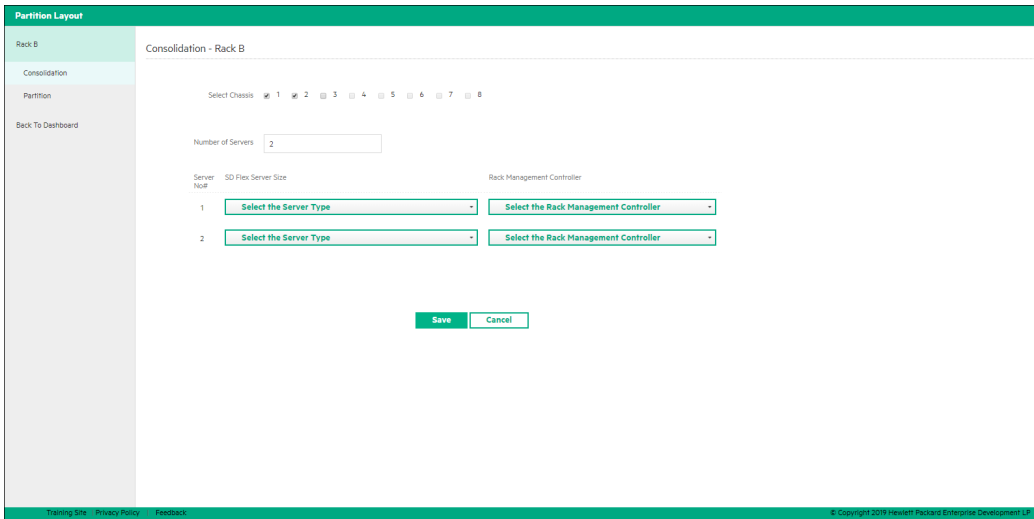 Partition Layout
Rack B
Consolidation - Rack B
Consolidation
Select Chassis 1 2 3 4 5 6 7 8
Partition
Back To Dashboard
Number of Servers 2
Server No# SD Flex Server Size Rack Management Controller
1 Select the Server Type Select the Rack Management Controller
2 Select the Server Type Select the Rack Management Controller
Save Cancel
Training Site Privacy Policy Feedback © Copyright 2019 Hewlett Packard Enterprise Development LP